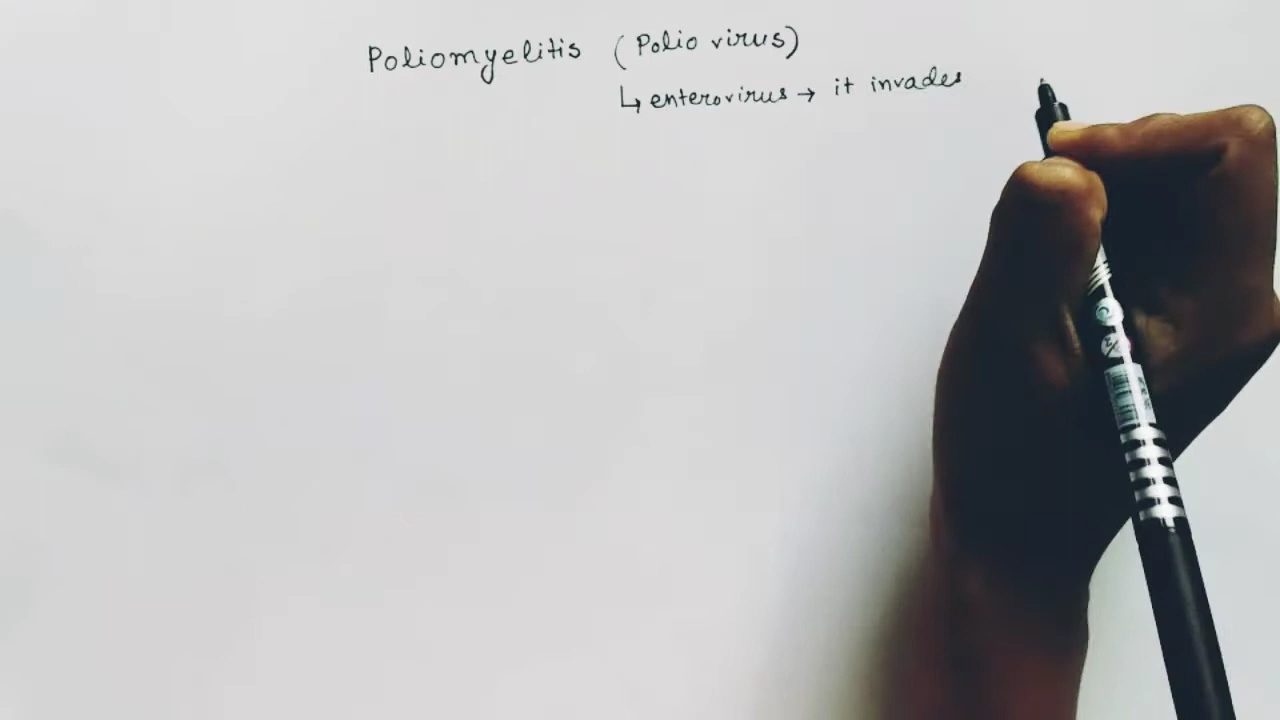 Poliomyelitis (Polio virus)
↳ enterovirus → it invades